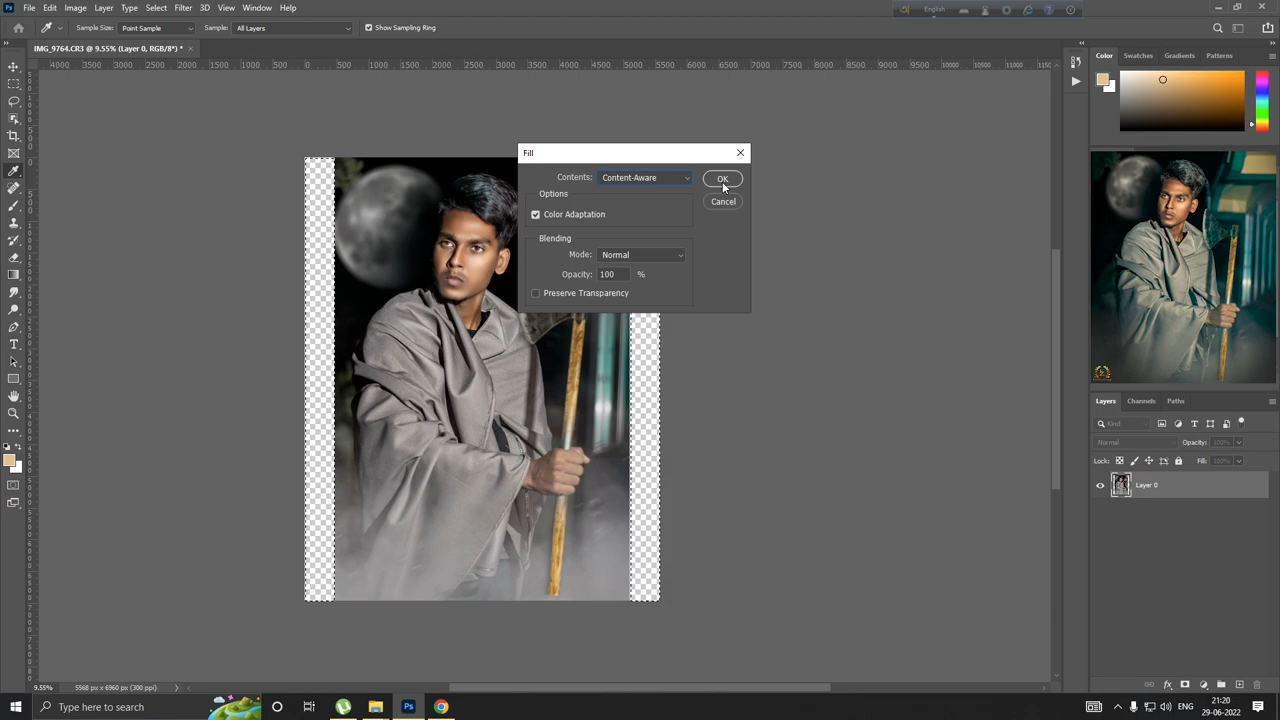 File Edit Image Layer Type Select Filter 3D View Window Help
English
Sample Size: Point Sample Sample: All Layers Show Sampling Ring
IMG_9764.CR3 @ 9.55% (Layer 0, RGB/8*) *
4000 3500 3000 2500 2000 1500 1000 500 0 500 1000 1500 2000 2500 3000 3500 4000 4500 5000 5500 6000 6500 7000 7500 8000 8500 9000 9500 10000 10500 11000
Color Swatches Gradients Patterns
Fill
Contents: Content-Aware OK
Options
Cancel
Color Adaptation
Blending
Mode: Normal
Opacity: 100 %
Preserve Transparency
Layers Channels Paths
Kind
Normal Opacity: 100%
Lock: Fill: 100%
Layer 0
9.55% 5568 px x 6960 px (300 ppi)
Type here to search
ENG 21:20
29-06-2022